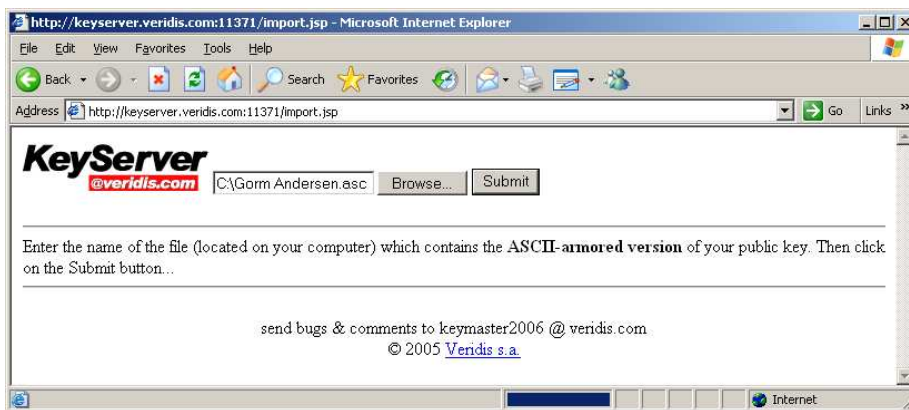 http://keyserver.veridis.com:11371/import.jsp - Microsoft Internet Explorer
File Edit View Favorites Tools Help
Back Search Favorites
Address http://keyserver.veridis.com:11371/import.jsp Go Links »
KeyServer
@veridis.com C:\Gorm Andersen.asc Browse... Submit
Enter the name of the file (located on your computer) which contains the ASCII-armored version of your public key. Then click
on the Submit button...
send bugs & comments to keymaster2006 @ veridis.com
© 2005 Veridis s.a.
Internet